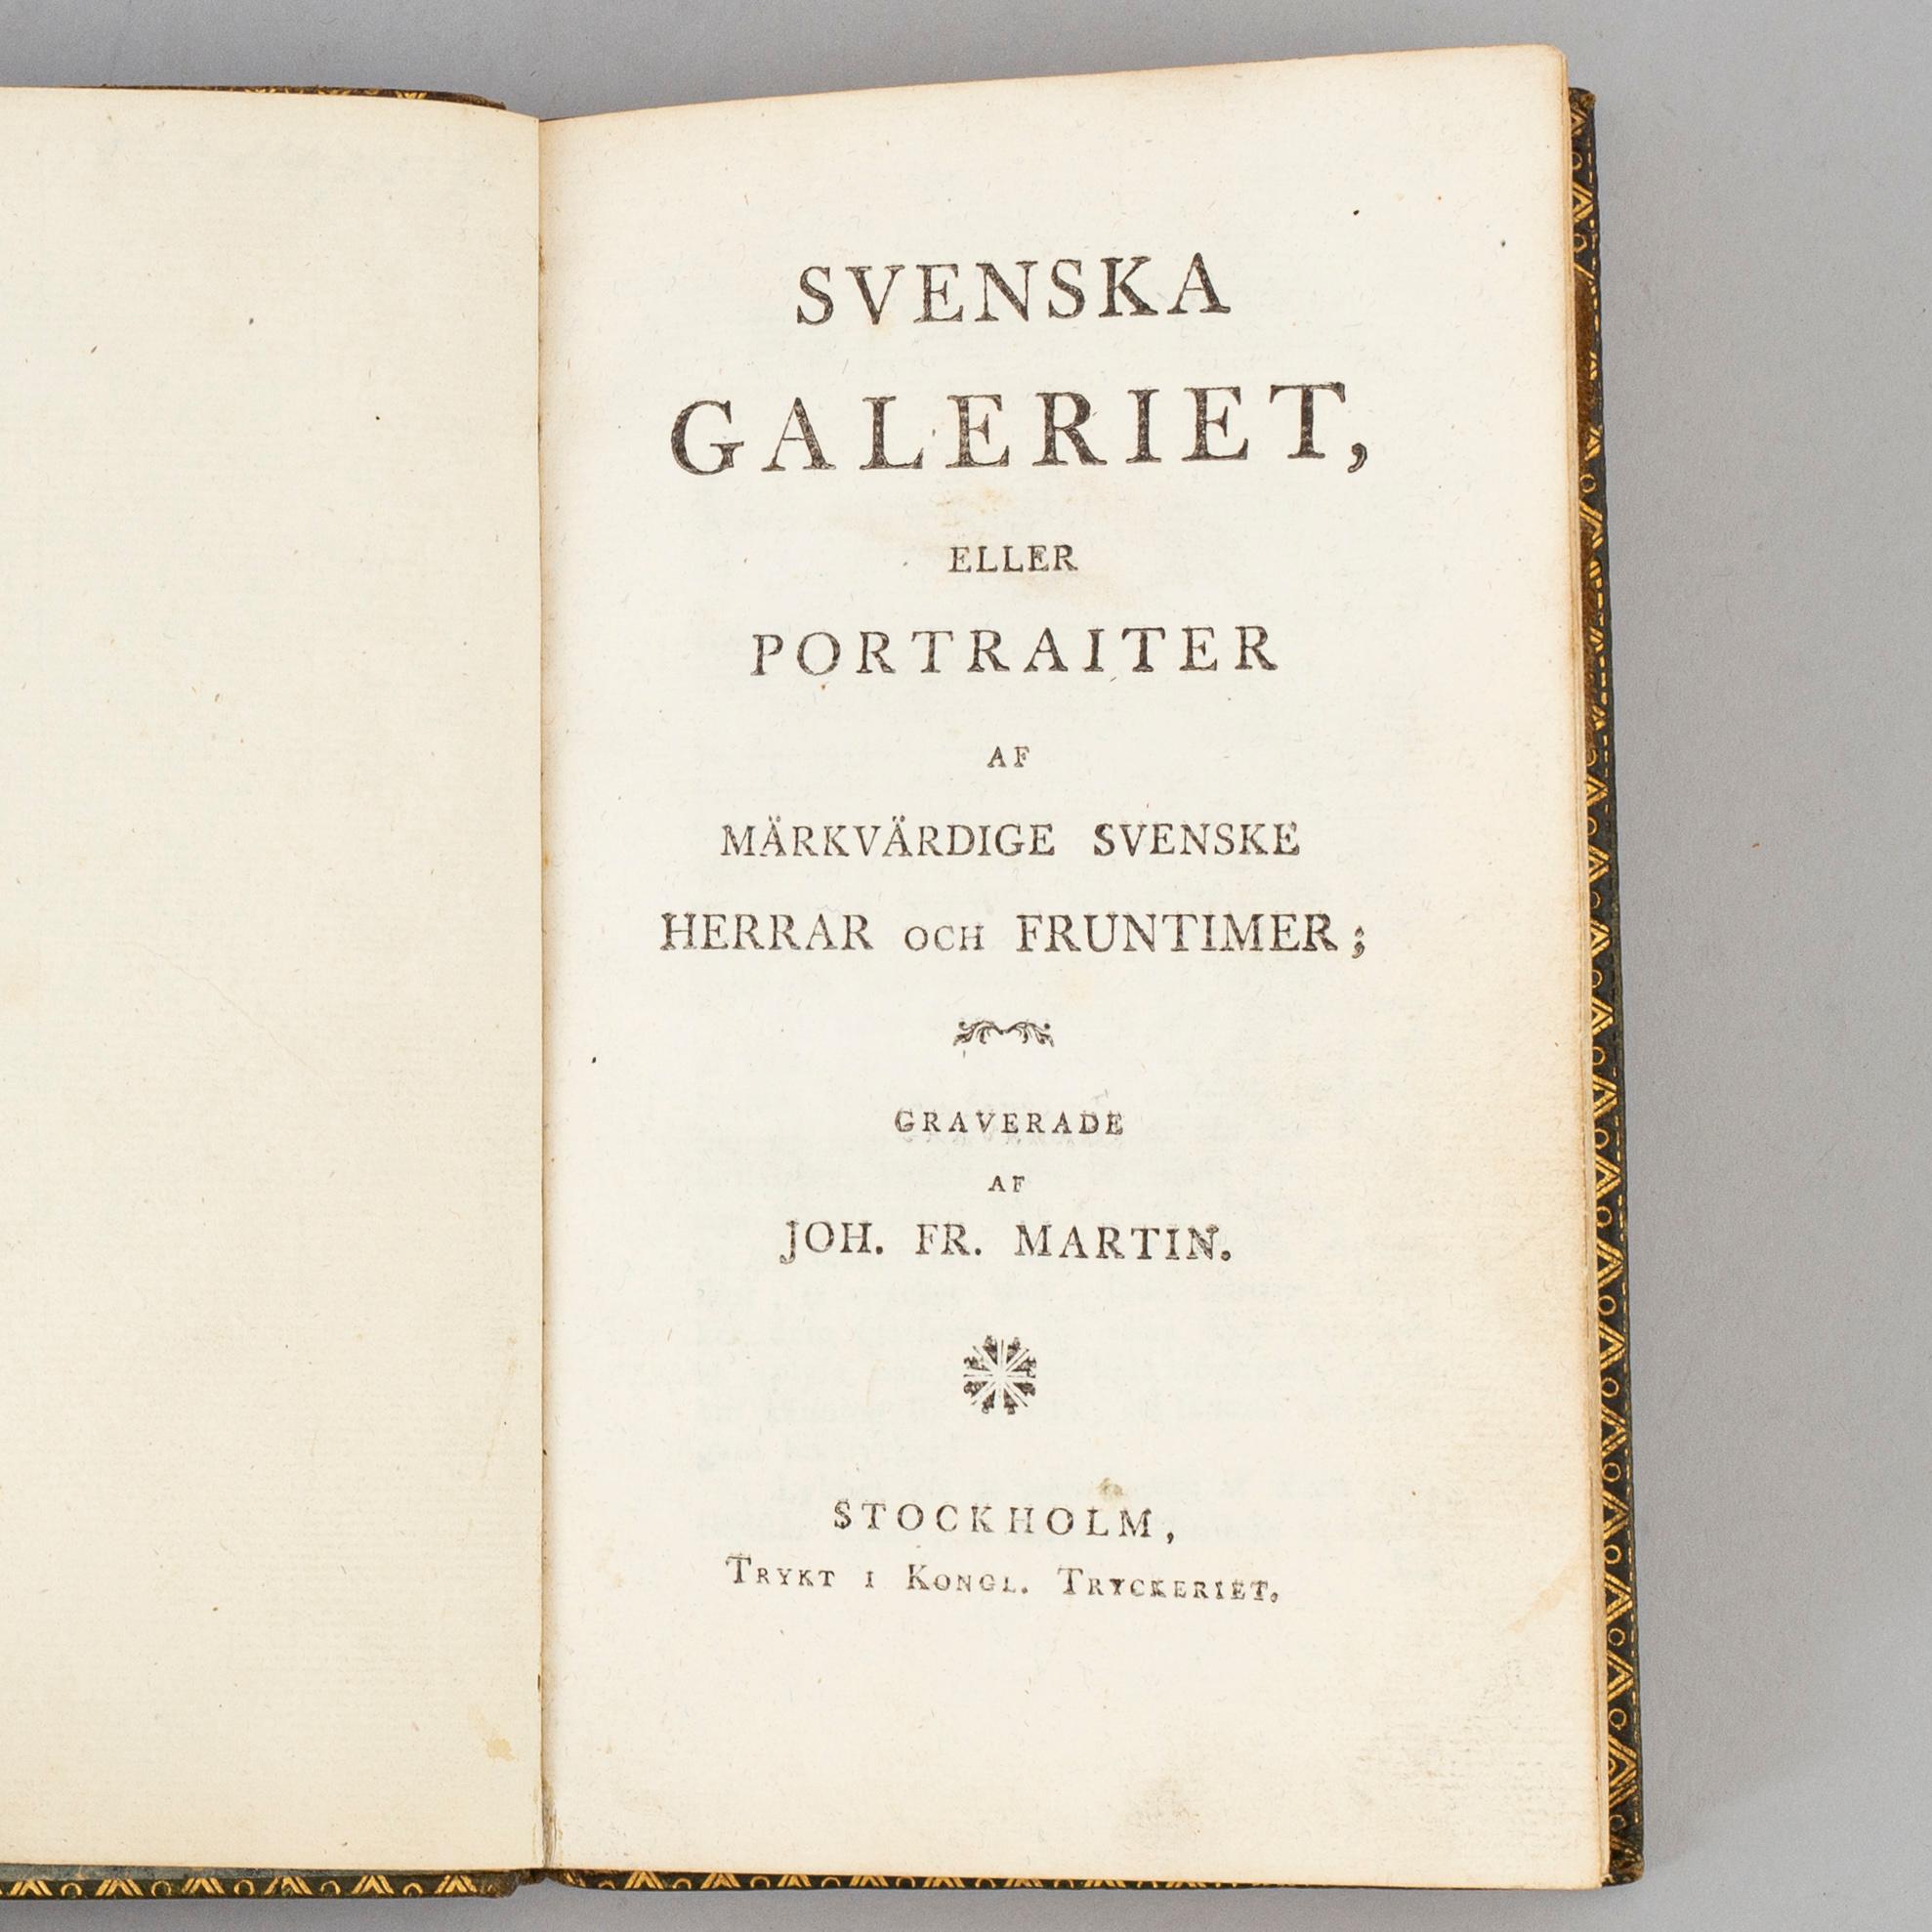 SVENSKA
GALERIET,
ELLER
PORTRAITER
AF
MÄRKVÄRDIGE SVENSKE
HERRAR OCH FRUNTIMER;
GRAVERADE
AF
JOH. FR. MARTIN.
STOCKHOLM,
TRYKT I KONGL. TRYCKERIET.